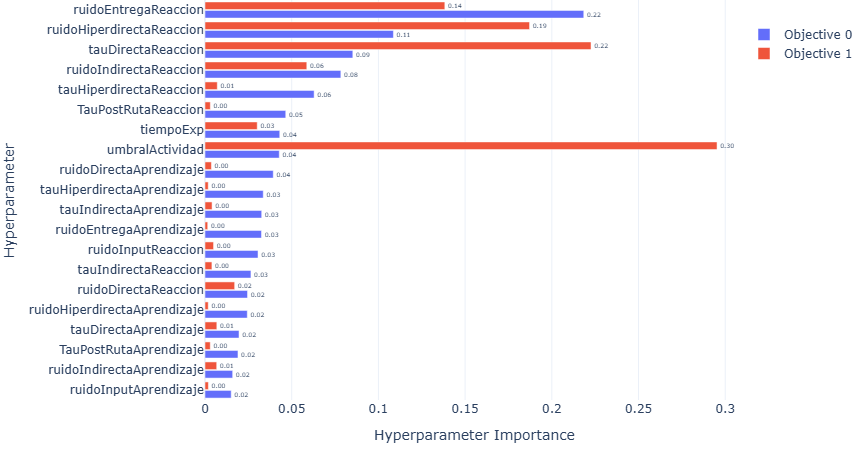 ruidoEntregaReaccion 0.14
0.22
ruidoHiperdirectaReaccion 0.19
0.11
tauDirectaReaccion 0.22
0.09
ruidoIndirectaReaccion 0.06
0.08
tauHiperdirectaReaccion 0.01
0.06
TauPostRutaReaccion 0.00
0.05
tiempoExp 0.03
0.04
umbralActividad 0.30
0.04
ruidoDirectaAprendizaje 0.00
0.04
tauHiperdirectaAprendizaje 0.00
0.03
tauIndirectaAprendizaje 0.00
0.03
ruidoEntregaAprendizaje 0.00
0.03
ruidoInputReaccion 0.00
0.03
tauIndirectaReaccion 0.00
0.03
ruidoDirectaReaccion 0.02
0.02
ruidoHiperdirectaAprendizaje 0.00
0.02
tauDirectaAprendizaje 0.01
0.02
TauPostRutaAprendizaje 0.00
0.02
ruidoIndirectaAprendizaje 0.01
0.02
ruidoInputAprendizaje 0.00
0.02
0 0.05 0.1 0.15 0.2 0.25 0.3
Hyperparameter Importance
Hyperparameter
Objective 0
Objective 1